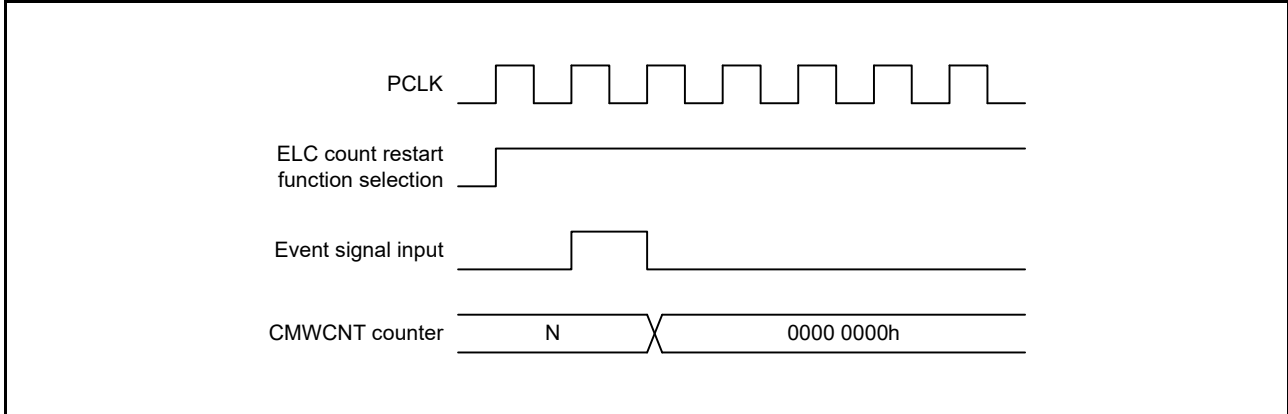 PCLK
ELC count restart
function selection
Event signal input
CMWCNT counter
N
0000 0000h